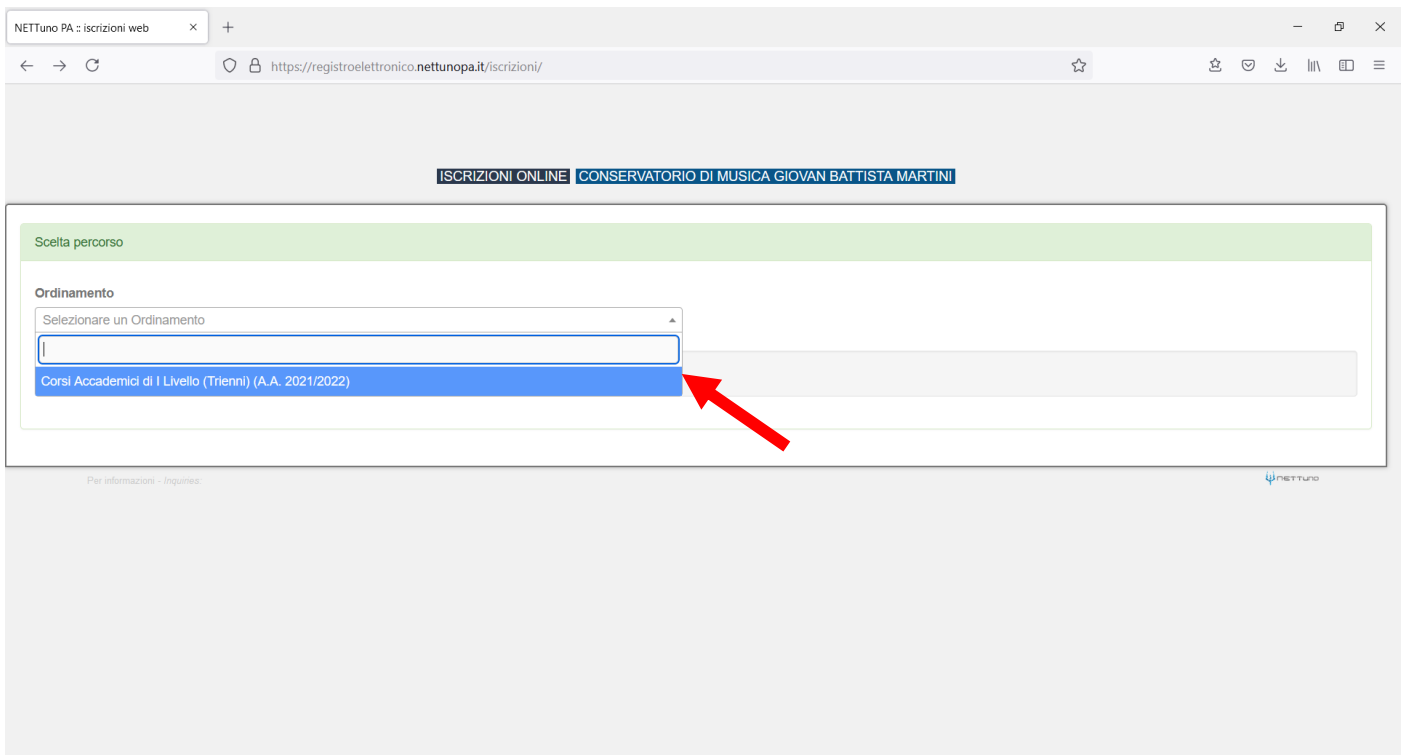 NETTuno PA :: iscrizioni web
https://registroelettronico.nettunopa.it/iscrizioni/
ISCRIZIONI ONLINE CONSERVATORIO DI MUSICA GIOVAN BATTISTA MARTINI
Scelta percorso
Ordinamento
Selezionare un Ordinamento
Corsi Accademici di I Livello (Trienni) (A.A. 2021/2022)
Per informazioni - Inquiries:
NETTUNO